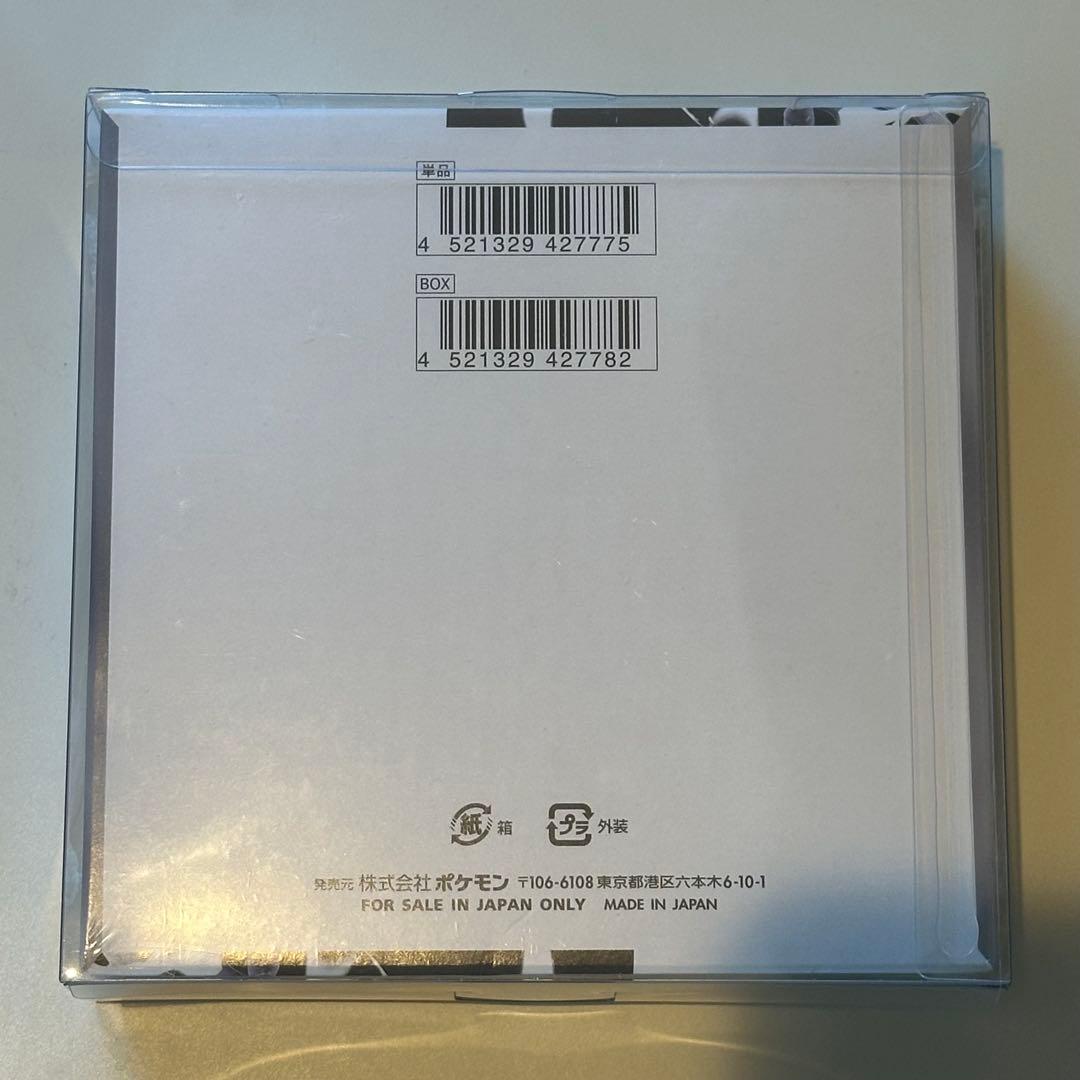 単品
4 521329 427775
BOX
4 521329 427782
紙 箱 プラ 外装
発売元 株式会社 ポケモン 〒106-6108 東京都港区六本木6-10-1
FOR SALE IN JAPAN ONLY MADE IN JAPAN